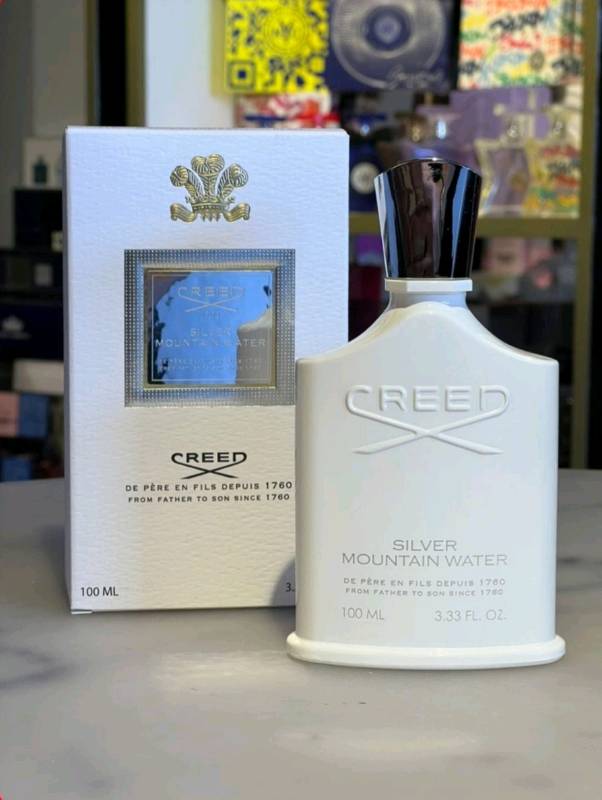 CREED
SILVER
MOUNTAIN WATER
CREED
DE PÈRE EN FILS DEPUIS 1760
FROM FATHER TO SON SINCE 1760
100 ML
3.
CREED
SILVER
MOUNTAIN WATER
DE PÈRE EN FILS DEPUIS 1760
FROM FATHER TO SON SINCE 1760
100 ML 3.33 FL. OZ.